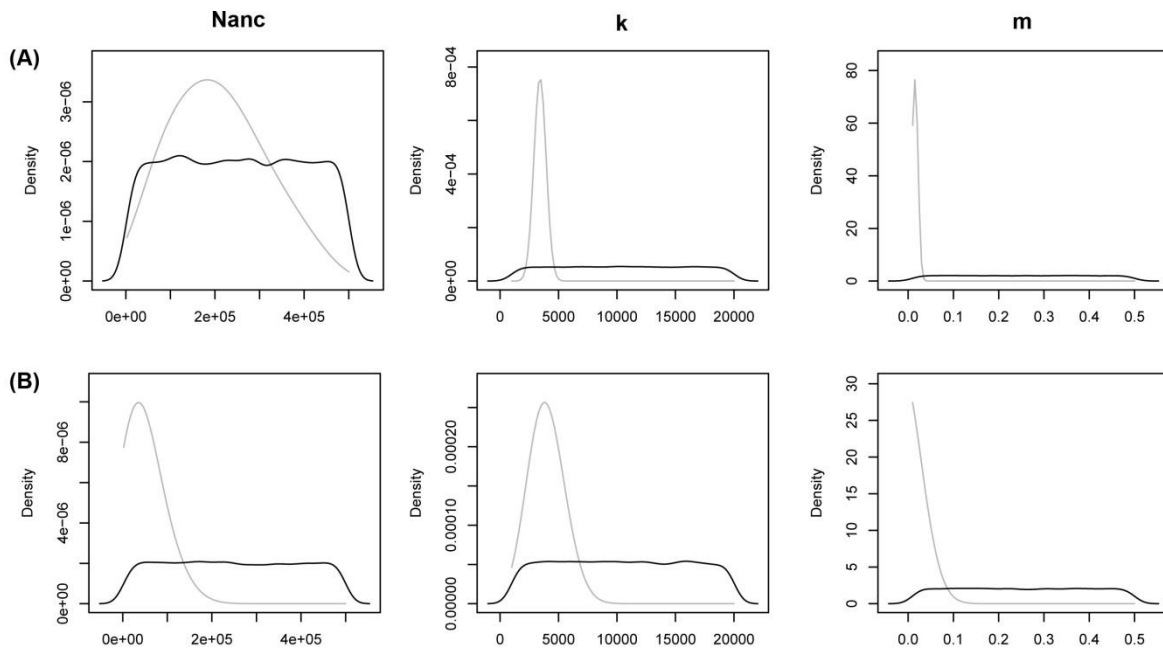 Nanc k m
(A)
Density
0e+00 1e-06 2e-06 3e-06
0e+00 2e+05 4e+05
Density
0e+00 4e-04 8e-04
0 5000 10000 15000 20000
Density
0 20 40 60 80
0.0 0.1 0.2 0.3 0.4 0.5
(B)
Density
0e+00 4e-06 8e-06
0e+00 2e+05 4e+05
Density
0.00000 0.00010 0.00020
0 5000 10000 15000 20000
Density
0 5 10 15 20 25 30
0.0 0.1 0.2 0.3 0.4 0.5